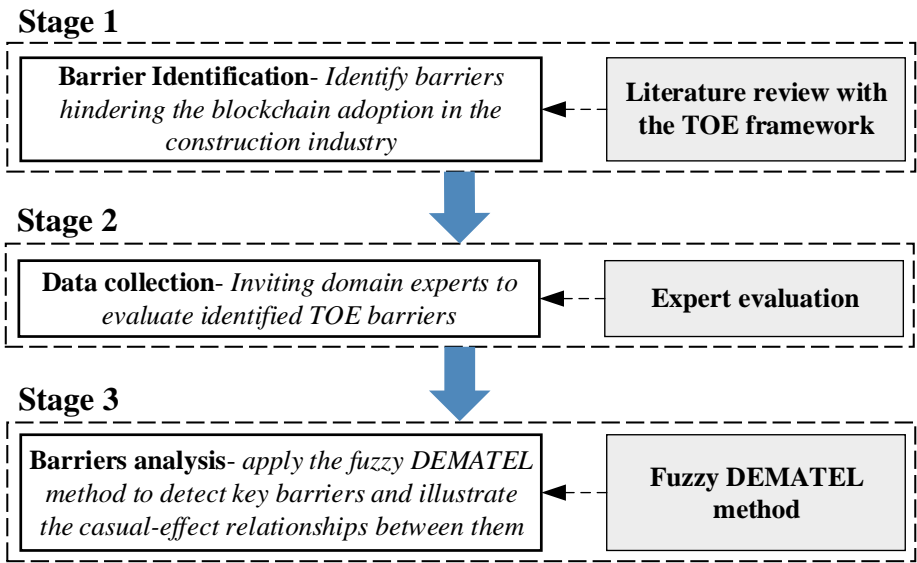 Stage 1
Barrier Identification- Identify barriers
hindering the blockchain adoption in the
construction industry
Literature review with
the TOE framework
Stage 2
Data collection- Inviting domain experts to
evaluate identified TOE barriers
Expert evaluation
Stage 3
Barriers analysis- apply the fuzzy DEMATEL
method to detect key barriers and illustrate
the casual-effect relationships between them
Fuzzy DEMATEL
method